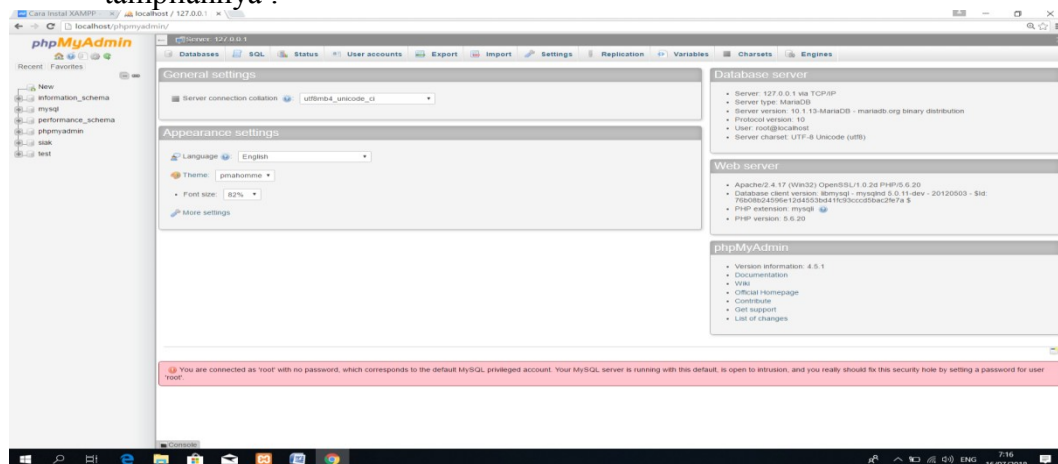 tampilannya :
Cara Instal XAMPP
localhost / 127.0.0.1
localhost/phpmyadmin/
phpMyAdmin
Recent Favorites
New
information_schema
mysql
performance_schema
phpmyadmin
siak
test
Server: 127.0.0.1
Databases SQL Status User accounts Export Import Settings Replication Variables Charsets Engines
General settings
Server connection collation utf8mb4_unicode_ci
Appearance settings
Language English
Theme: pmahomme
Font size: 82%
More settings
Database server
Server: 127.0.0.1 via TCP/IP
Server type: MariaDB
Server version: 10.1.13-MariaDB - mariadb.org binary distribution
Protocol version: 10
User: root@localhost
Server charset: UTF-8 Unicode (utf8)
Web server
Apache/2.4.17 (Win32) OpenSSL/1.0.2d PHP/5.6.20
Database client version: libmysql - mysqlnd 5.0.11-dev - 20120503 - $Id:
76b08b24596e12d4553bd41fc93cccd5bac2fe7a $
PHP extension: mysqli
PHP version: 5.6.20
phpMyAdmin
Version information: 4.5.1
Documentation
Wiki
Official Homepage
Contribute
Get support
List of changes
You are connected as 'root' with no password, which corresponds to the default MySQL privileged account. Your MySQL server is running with this default, is open to intrusion, and you really should fix this security hole by setting a password for user
'root'.
Console
ENG
7:16
16/07/2019